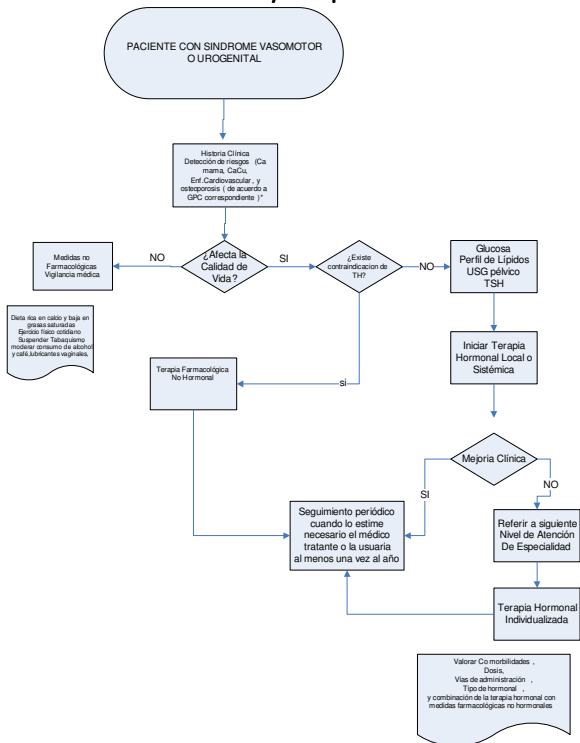 PACIENTE CON SINDROME VASOMOTOR
O UROGENITAL
Historia Clínica
Detección de riesgos (Ca
mama, CaCu,
Enf.Cardiovascular, y
osteoporosis ( de acuerdo a
GPC correspondiente )*
¿Afecta la
Calidad de
Vida?
NO
SI
Medidas no
Farmacológicas
Vigilancia médica
¿Existe
contraindicacion de
TH?
NO
Glucosa
Perfil de Lípidos
USG pélvico
TSH
Dieta rica en calcio y baja en
grasas saturadas
Ejercicio físico cotidiano
Suspender Tabaquismo
moderar consumo de alcohol
y café,lubricantes vaginales,
Iniciar Terapia
Hormonal Local o
Sistémica
Terapia Farmacológica
No Hormonal
sí
Mejoria Clínica
SI
NO
Seguimiento periódico
cuando lo estime
necesario el médico
tratante o la usuaria
al menos una vez al año
Referir a siguiente
Nivel de Atención
De Especialidad
Terapia Hormonal
Individualizada
Valorar Co morbilidades ,
Dosis,
Vías de administración ,
Tipo de hormonal ,
y combinación de la terapia hormonal con
medidas farmacológicas no hormonales